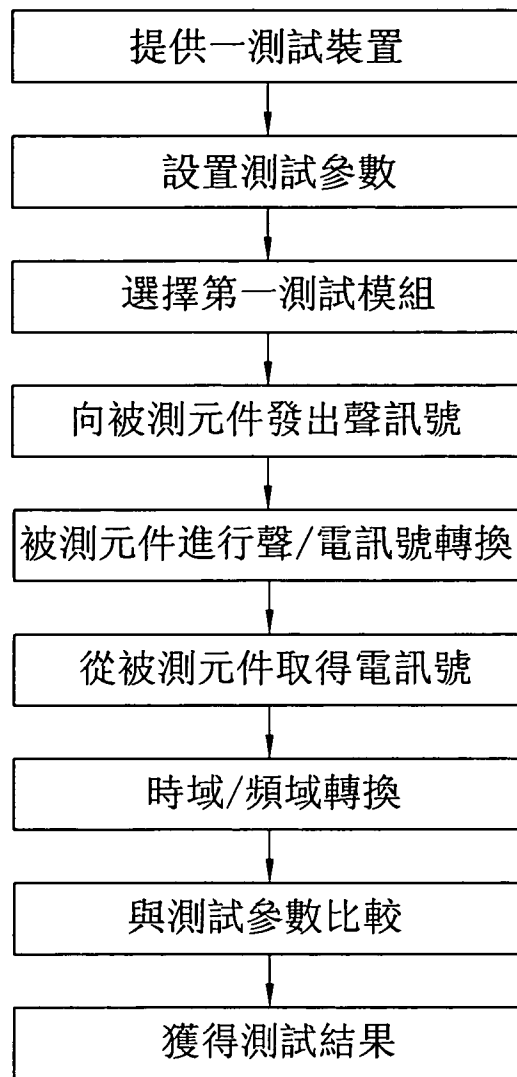 提供一測試裝置
設置測試參數
選擇第一測試模組
向被測元件發出聲訊號
被測元件進行聲/電訊號轉換
從被測元件取得電訊號
時域/頻域轉換
與測試參數比較
獲得測試結果